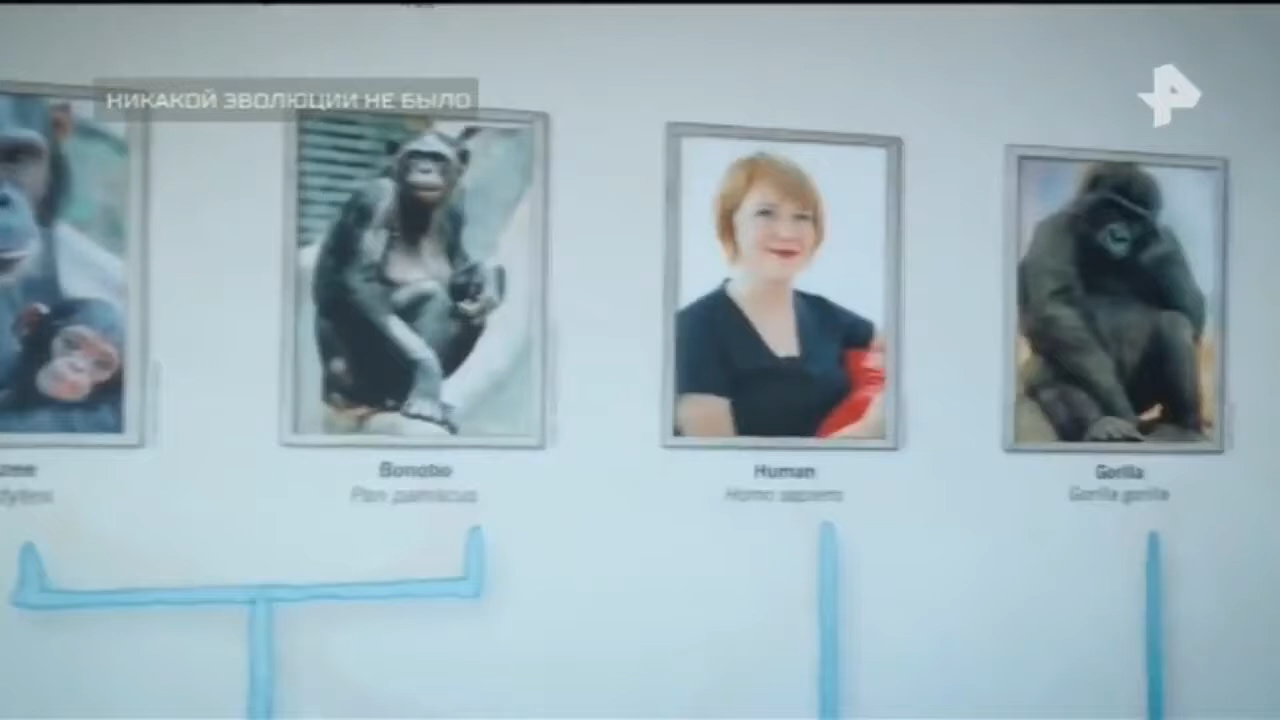 НИКАКОЙ ЭВОЛЮЦИИ НЕ БЫЛО
Bonobo
Pan paniscus
Human
Homo sapiens
Gorilla
Gorilla gorilla